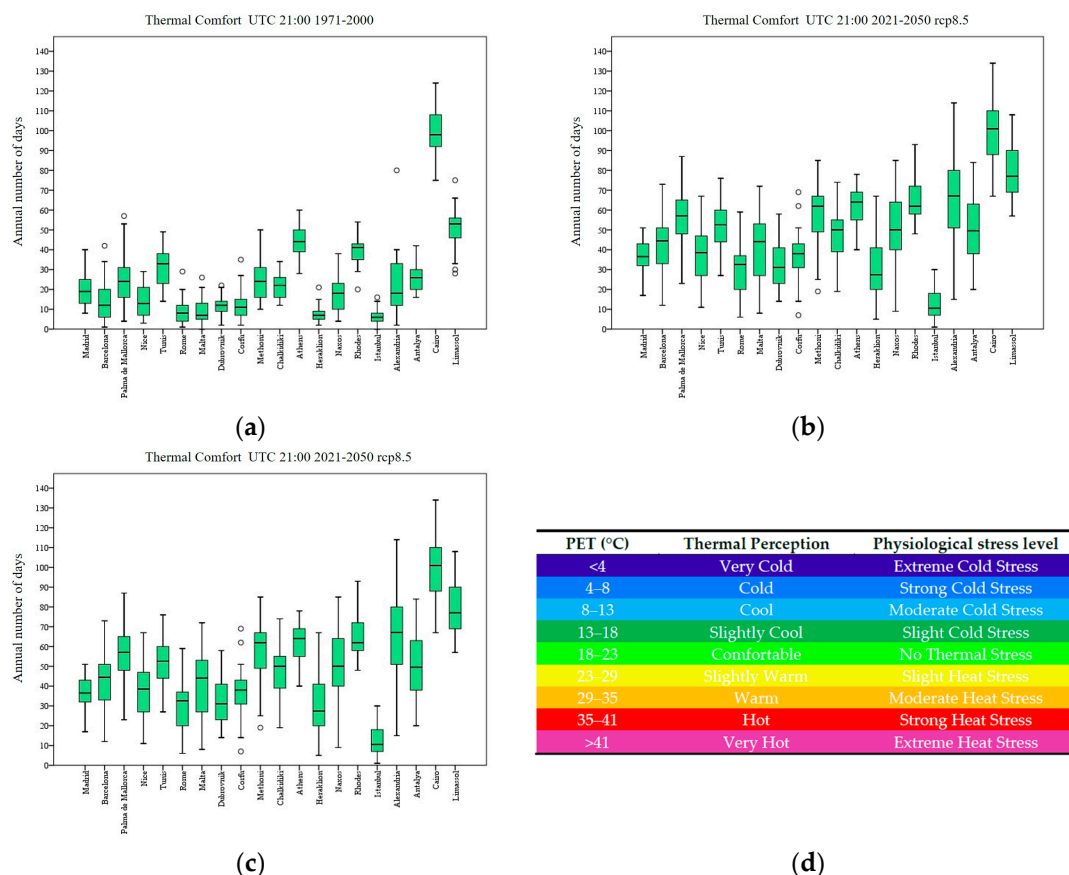 Thermal Comfort UTC 21:00 1971-2000
Annual number of days
140
130
120
110
100
90
80
70
60
50
40
30
20
10
0
Madrid
Barcelona
Palma de Mallorca
Nice
Tunis
Rome
Malta
Dubrovnik
Corfu
Methoni
Chalkidiki
Athens
Heraklion
Naxos
Rhodes
Istanbul
Alexandria
Antalya
Cairo
Limassol
(a)
Thermal Comfort UTC 21:00 2021-2050 rcp8.5
Annual number of days
140
130
120
110
100
90
80
70
60
50
40
30
20
10
0
Madrid
Barcelona
Palma de Mallorca
Nice
Tunis
Rome
Malta
Dubrovnik
Corfu
Methoni
Chalkidiki
Athens
Heraklion
Naxos
Rhodes
Istanbul
Alexandria
Antalya
Cairo
Limassol
(b)
Thermal Comfort UTC 21:00 2021-2050 rcp8.5
Annual number of days
140
130
120
110
100
90
80
70
60
50
40
30
20
10
0
Madrid
Barcelona
Palma de Mallorca
Nice
Tunis
Rome
Malta
Dubrovnik
Corfu
Methoni
Chalkidiki
Athens
Heraklion
Naxos
Rhodes
Istanbul
Alexandria
Antalya
Cairo
Limassol
(c)
PET (°C) Thermal Perception Physiological stress level
<4 Very Cold Extreme Cold Stress
4–8 Cold Strong Cold Stress
8–13 Cool Moderate Cold Stress
13–18 Slightly Cool Slight Cold Stress
18–23 Comfortable No Thermal Stress
23–29 Slightly Warm Slight Heat Stress
29–35 Warm Moderate Heat Stress
35–41 Hot Strong Heat Stress
>41 Very Hot Extreme Heat Stress
(d)